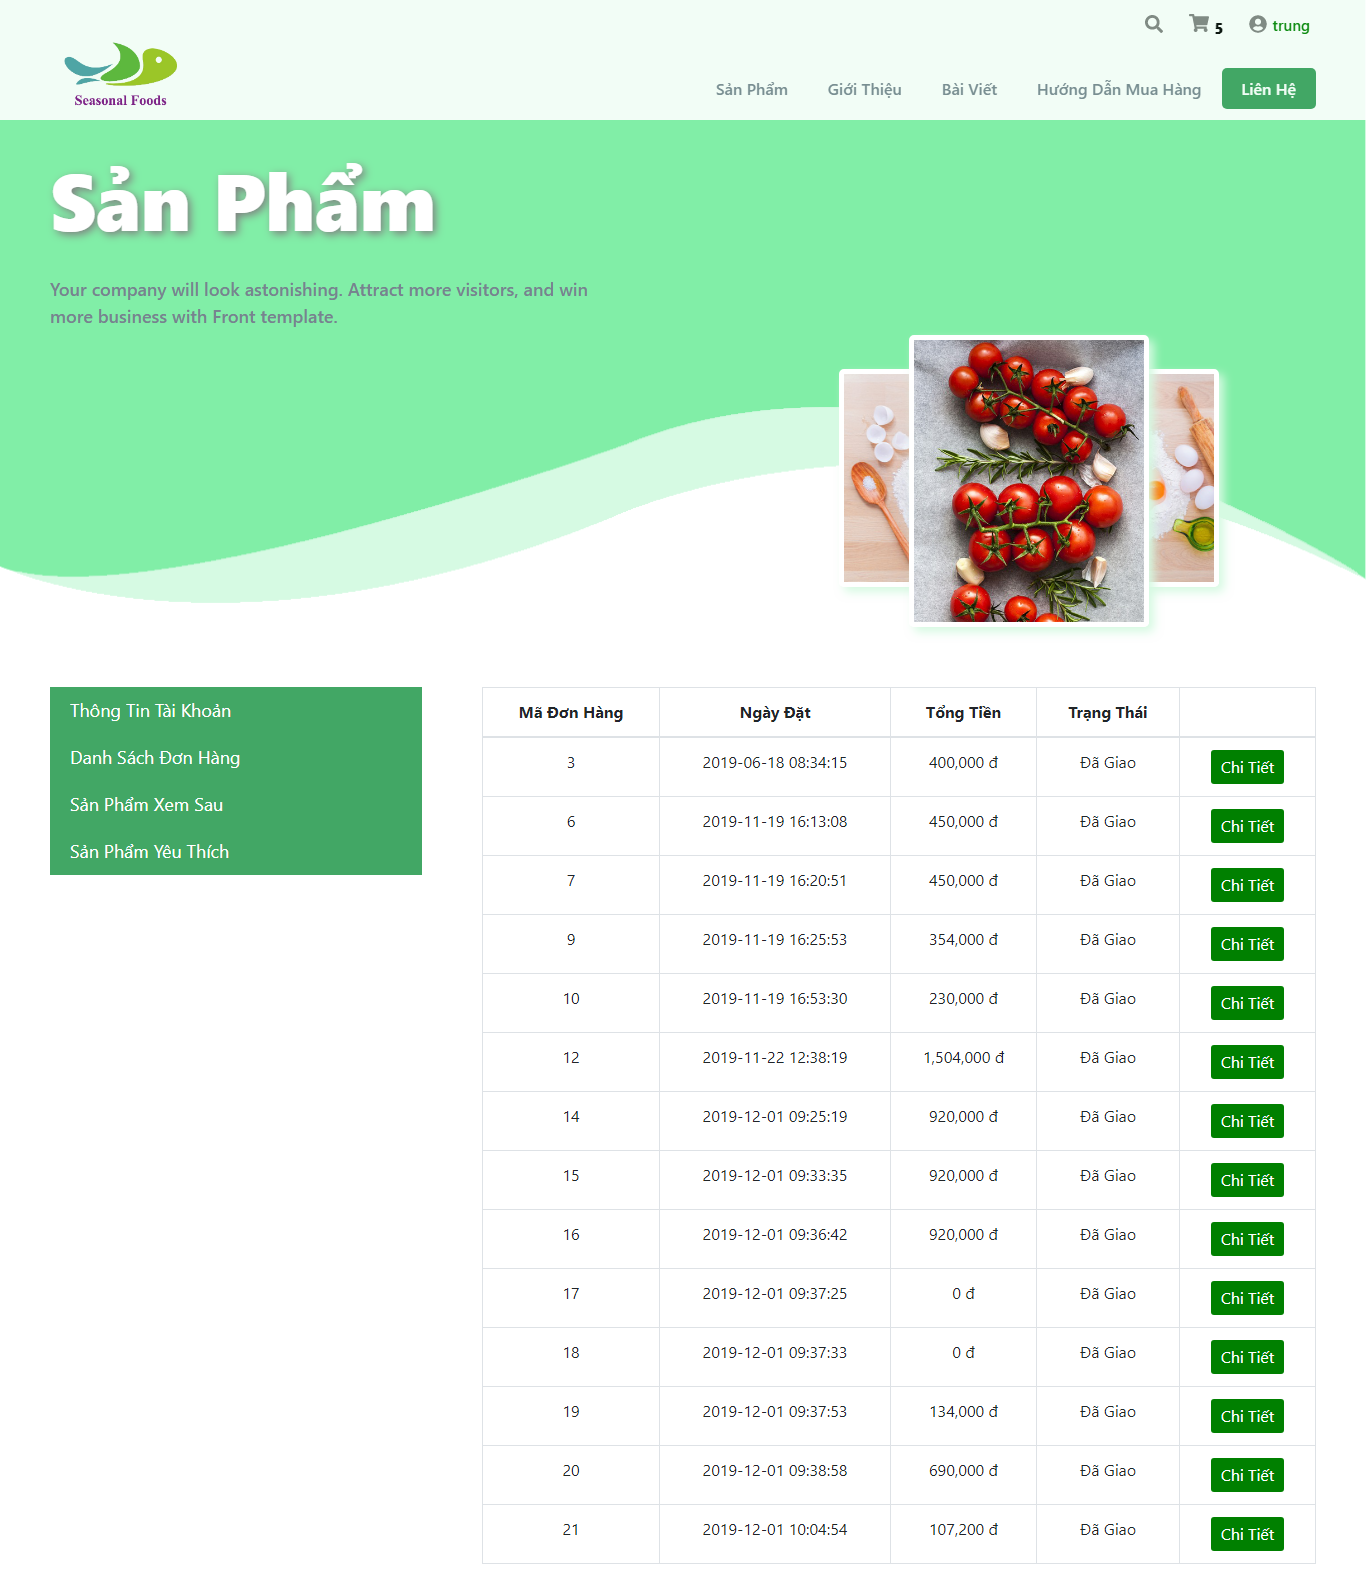 5
trung
Seasonal Foods
Sản Phẩm
Giới Thiệu
Bài Viết
Hướng Dẫn Mua Hàng
Liên Hệ
Sản Phẩm
Your company will look astonishing. Attract more visitors, and win
more business with Front template.
Thông Tin Tài Khoản
Danh Sách Đơn Hàng
Sản Phẩm Xem Sau
Sản Phẩm Yêu Thích
Mã Đơn Hàng Ngày Đặt Tổng Tiền Trạng Thái
3 2019-06-18 08:34:15 400,000 đ Đã Giao Chi Tiết
6 2019-11-19 16:13:08 450,000 đ Đã Giao Chi Tiết
7 2019-11-19 16:20:51 450,000 đ Đã Giao Chi Tiết
9 2019-11-19 16:25:53 354,000 đ Đã Giao Chi Tiết
10 2019-11-19 16:53:30 230,000 đ Đã Giao Chi Tiết
12 2019-11-22 12:38:19 1,504,000 đ Đã Giao Chi Tiết
14 2019-12-01 09:25:19 920,000 đ Đã Giao Chi Tiết
15 2019-12-01 09:33:35 920,000 đ Đã Giao Chi Tiết
16 2019-12-01 09:36:42 920,000 đ Đã Giao Chi Tiết
17 2019-12-01 09:37:25 0 đ Đã Giao Chi Tiết
18 2019-12-01 09:37:33 0 đ Đã Giao Chi Tiết
19 2019-12-01 09:37:53 134,000 đ Đã Giao Chi Tiết
20 2019-12-01 09:38:58 690,000 đ Đã Giao Chi Tiết
21 2019-12-01 10:04:54 107,200 đ Đã Giao Chi Tiết